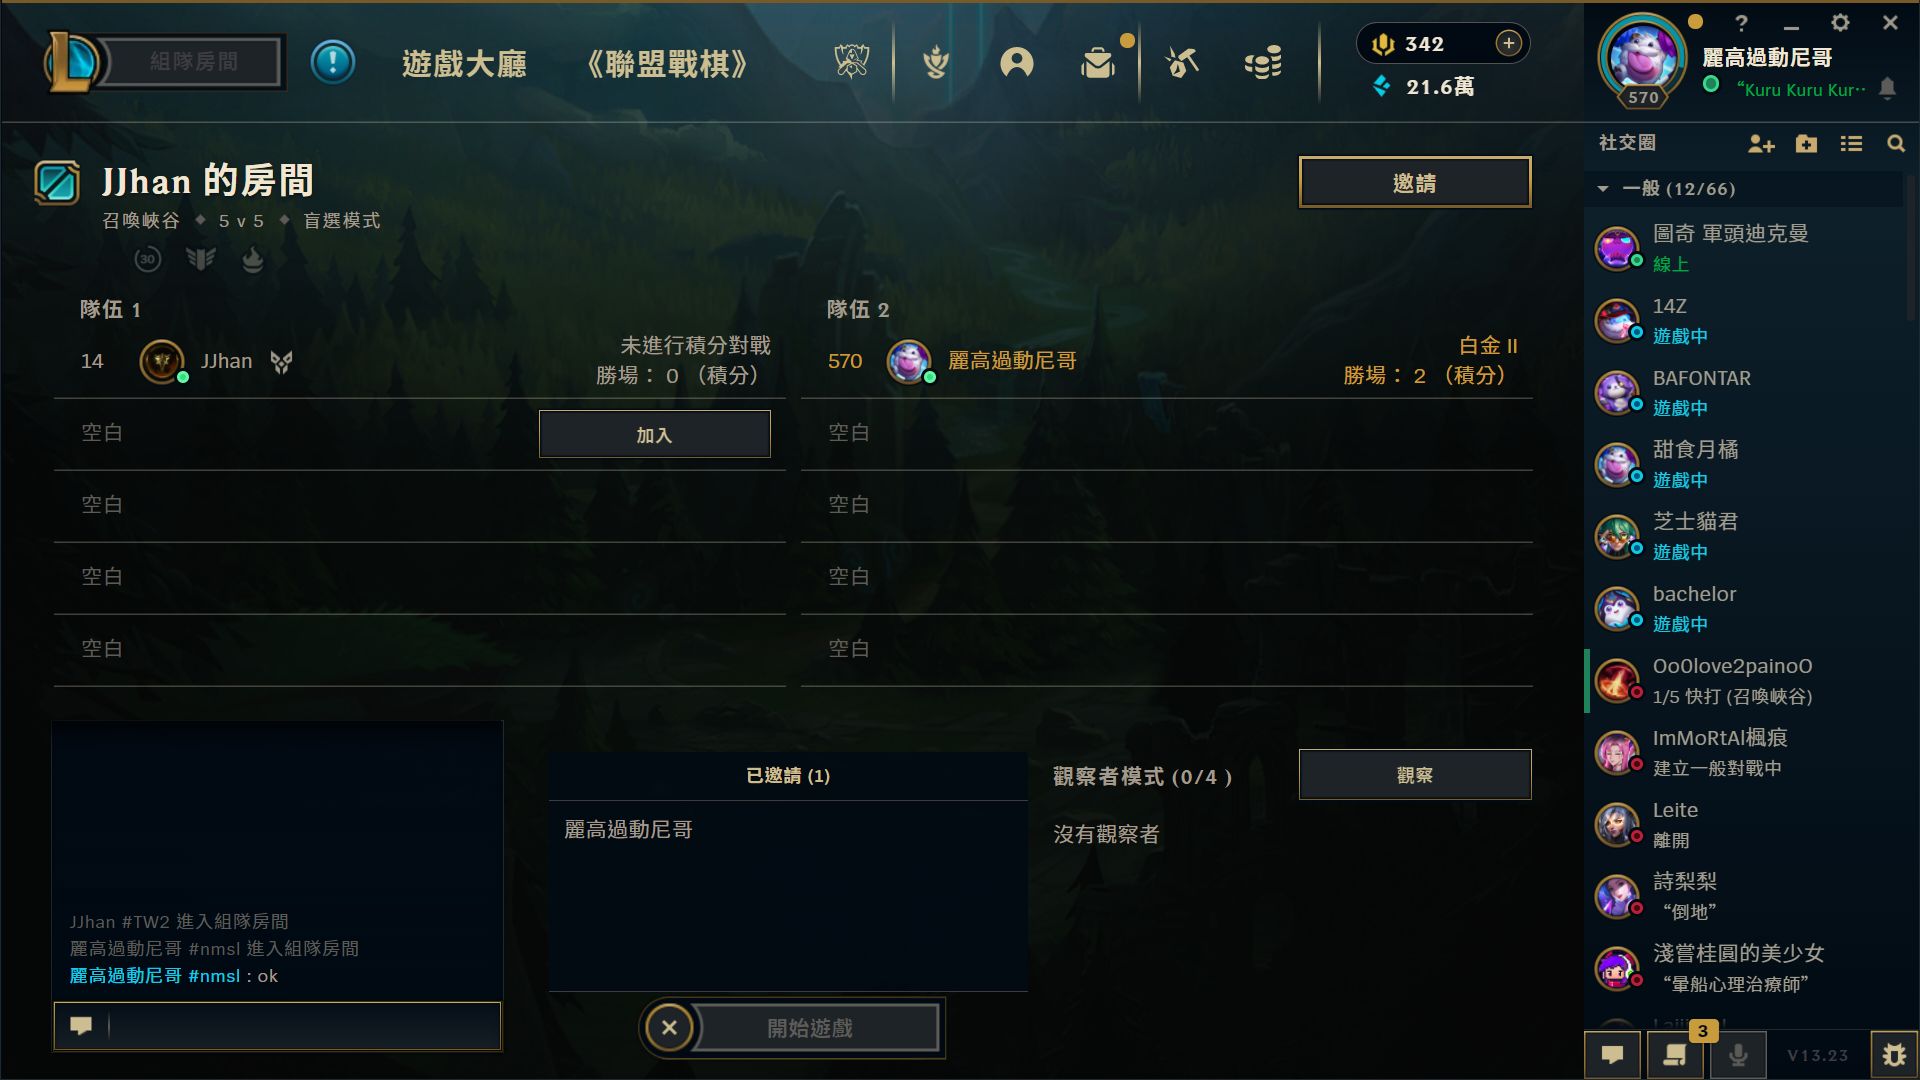 組隊房間
遊戲大廳
《聯盟戰棋》
342
21.6萬
570
麗高過動尼哥
“Kuru Kuru Kur··
JJhan 的房間
召喚峽谷 ◆ 5 v 5 ◆ 盲選模式
30
邀請
隊伍 1
14 JJhan
未進行積分對戰
勝場： 0 （積分）
空白
加入
空白
空白
空白
隊伍 2
570 麗高過動尼哥
白金 II
勝場： 2 （積分）
空白
空白
空白
空白
JJhan #TW2 進入組隊房間
麗高過動尼哥 #nmsl 進入組隊房間
麗高過動尼哥 #nmsl : ok
已邀請 (1)
麗高過動尼哥
觀察者模式 (0/4 )
觀察
沒有觀察者
開始遊戲
社交圈
一般 (12/66)
圖奇 軍頭迪克曼
線上
14Z
遊戲中
BAFONTAR
遊戲中
甜食月橘
遊戲中
芝士貓君
遊戲中
bachelor
遊戲中
Oo0love2painoO
1/5 快打 (召喚峽谷)
ImMoRtAl楓痕
建立一般對戰中
Leite
離開
詩梨梨
“倒地”
淺嘗桂圓的美少女
“暈船心理治療師”
3
V13.23